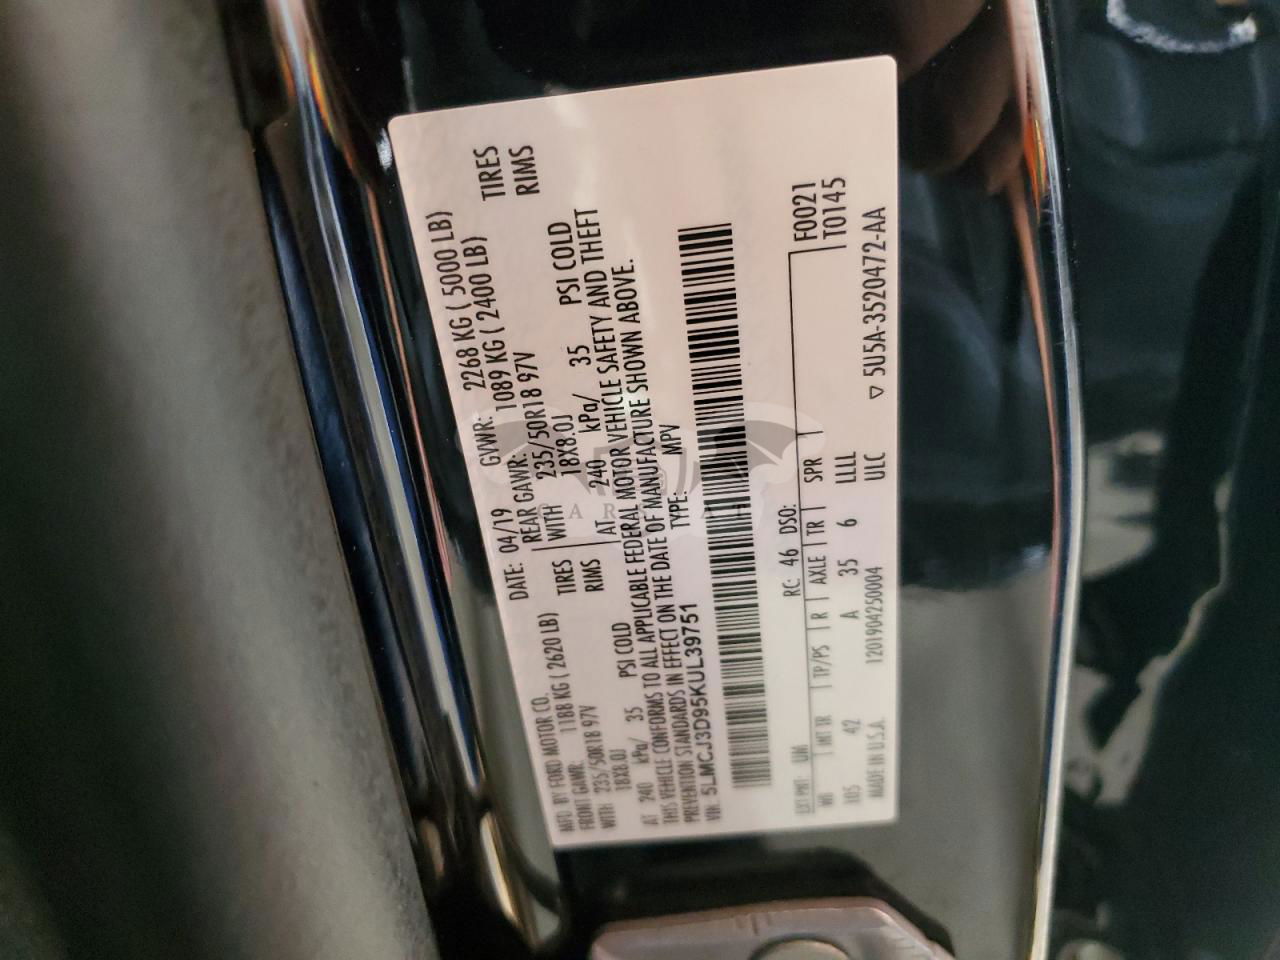 MFD. BY FORD MOTOR CO.
DATE: 04/19 GVWR: 2268 KG ( 5000 LB)
FRONT GAWR: 1188 KG ( 2620 LB)
REAR GAWR: 1089 KG ( 2400 LB)
WITH 235/50R18 97V TIRES
18X8.0J RIMS
AT 240 kPa/ 35 PSI COLD
WITH 235/50R18 97V TIRES
18X8.0J RIMS
AT 240 kPa/ 35 PSI COLD
THIS VEHICLE CONFORMS TO ALL APPLICABLE FEDERAL MOTOR VEHICLE SAFETY AND THEFT
PREVENTION STANDARDS IN EFFECT ON THE DATE OF MANUFACTURE SHOWN ABOVE.
VIN: 5LMCJ3D95KUL39751 TYPE: MPV
F0021
T0145
EXT PNT: UM RC: 46 DSO:
WB INT TR TP/PS R AXLE TR SPR
105 42 A 35 6 LLLL
MADE IN U.S.A. 1201904250004 ULC
▽ 5U5A-3520472-AA